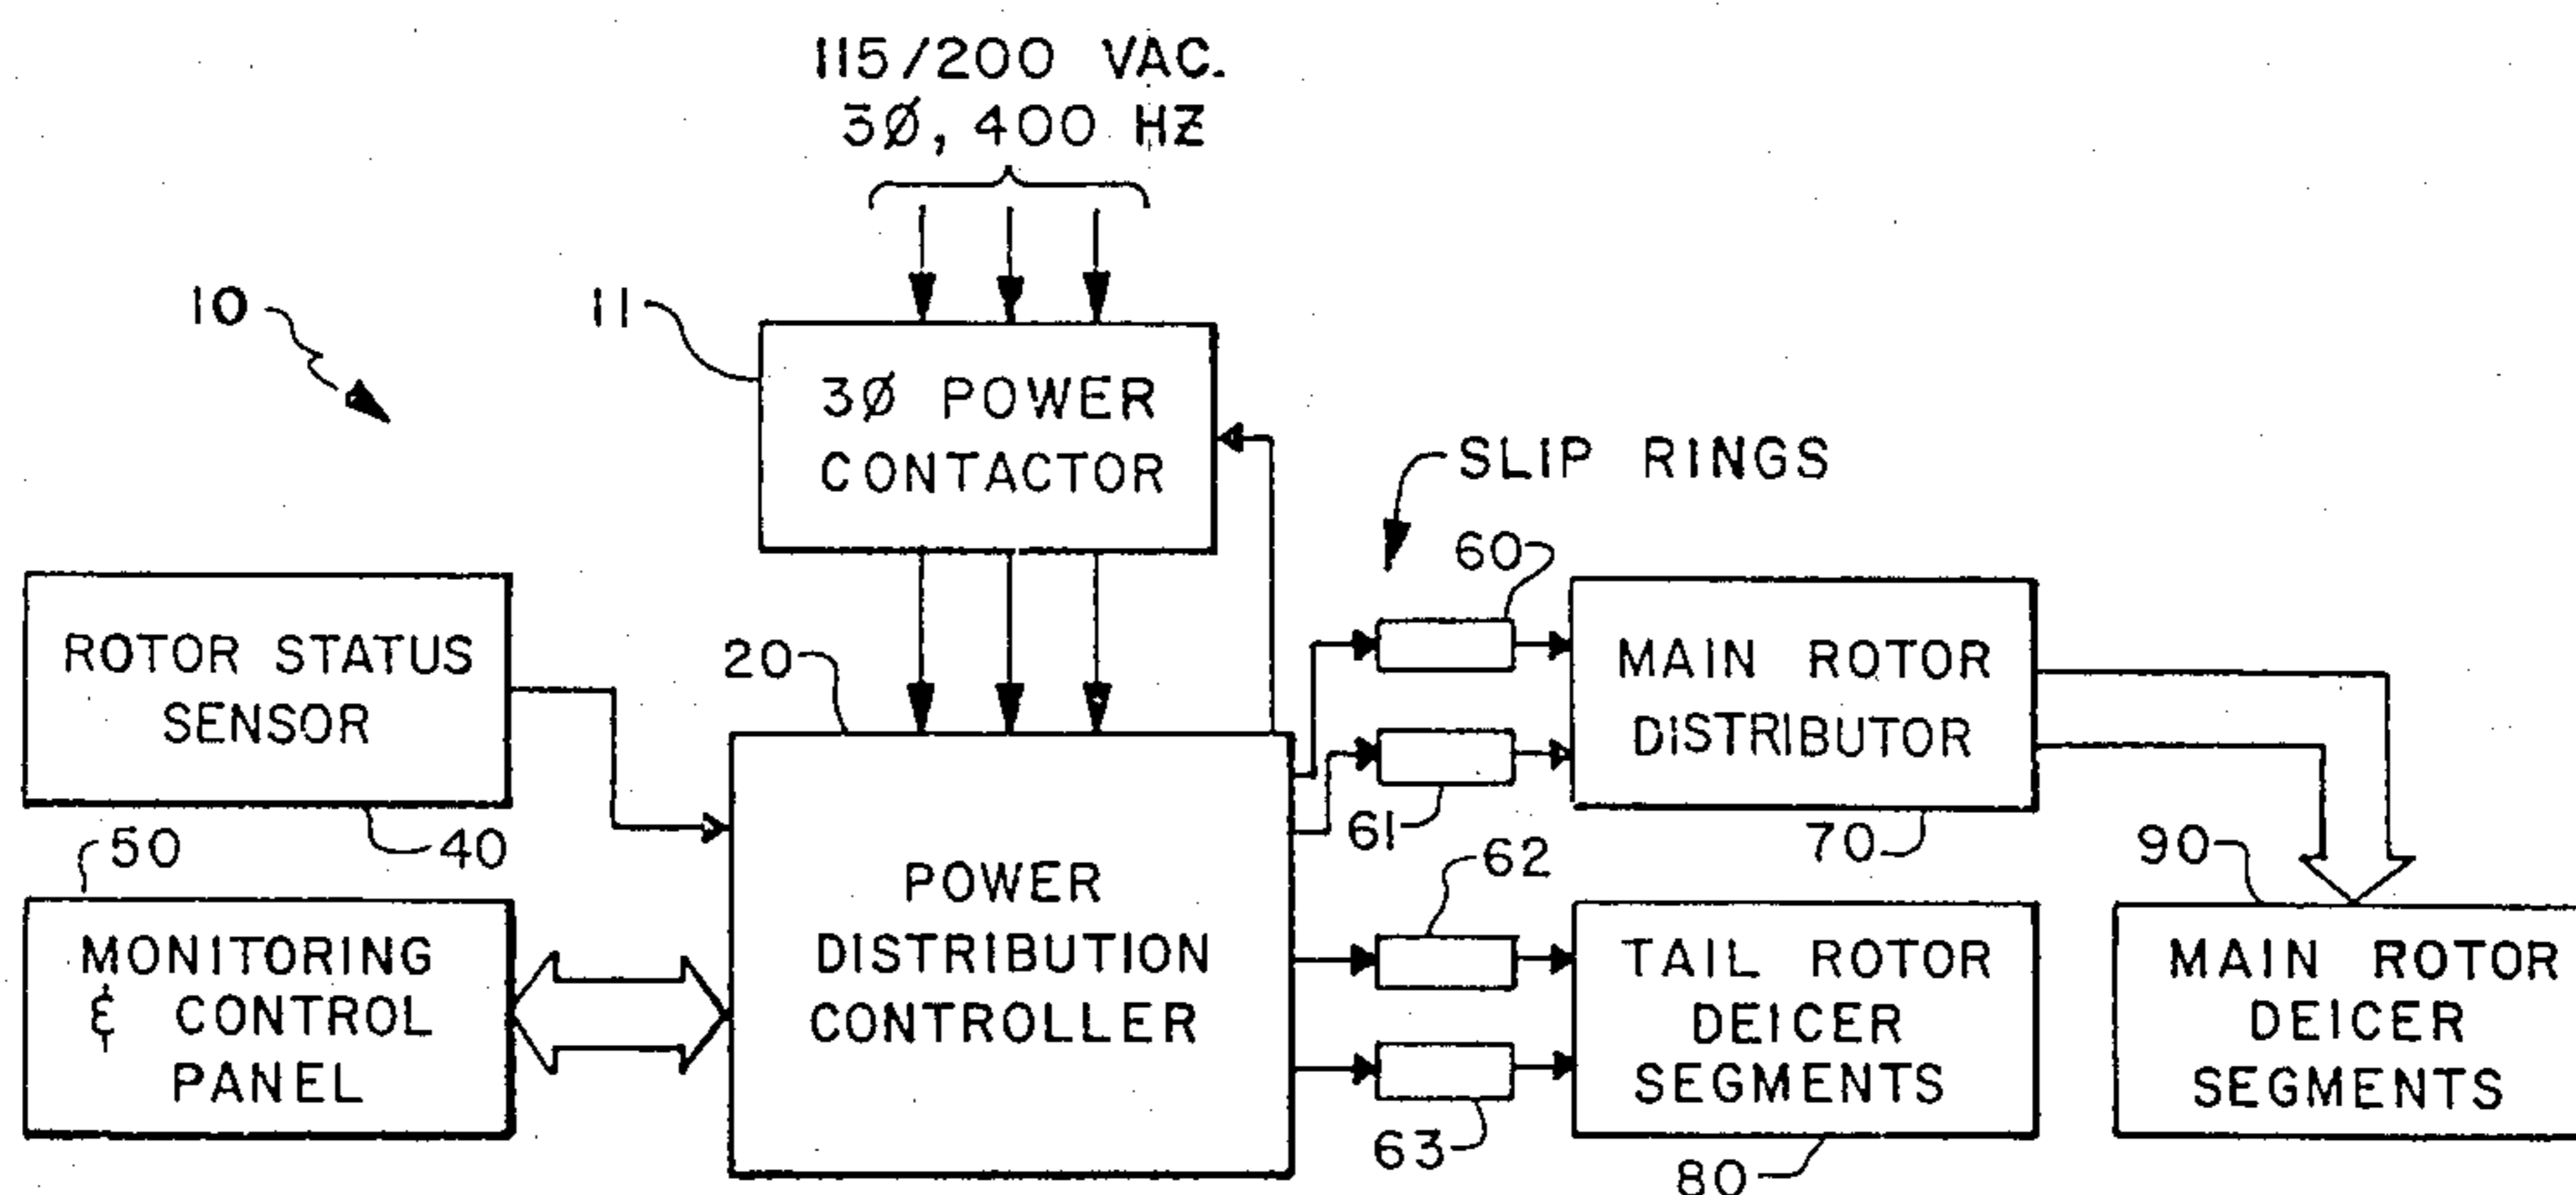 115/200 VAC.
3Ø, 400 HZ
10
11
3Ø POWER
CONTACTOR
SLIP RINGS
60
ROTOR STATUS
SENSOR
40
20
MAIN ROTOR
DISTRIBUTOR
70
61
50
MONITORING
& CONTROL
PANEL
POWER
DISTRIBUTION
CONTROLLER
62
63
TAIL ROTOR
DEICER
SEGMENTS
80
90
MAIN ROTOR
DEICER
SEGMENTS